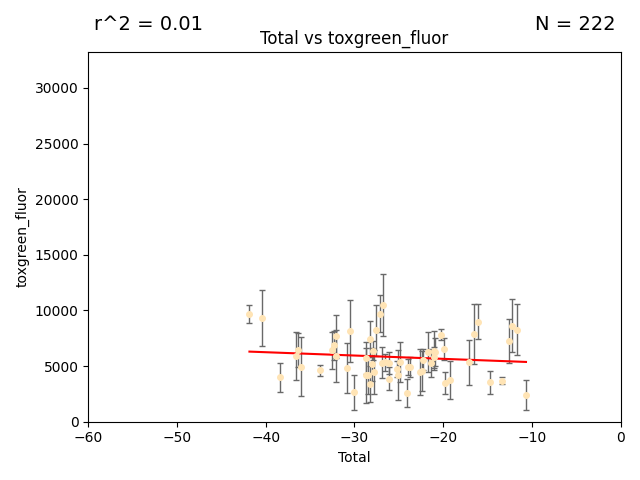 r^2 = 0.01
N = 222
Total vs toxgreen_fluor
30000
25000
20000
15000
10000
5000
0
toxgreen_fluor
−60
−50
−40
−30
−20
−10
0
Total